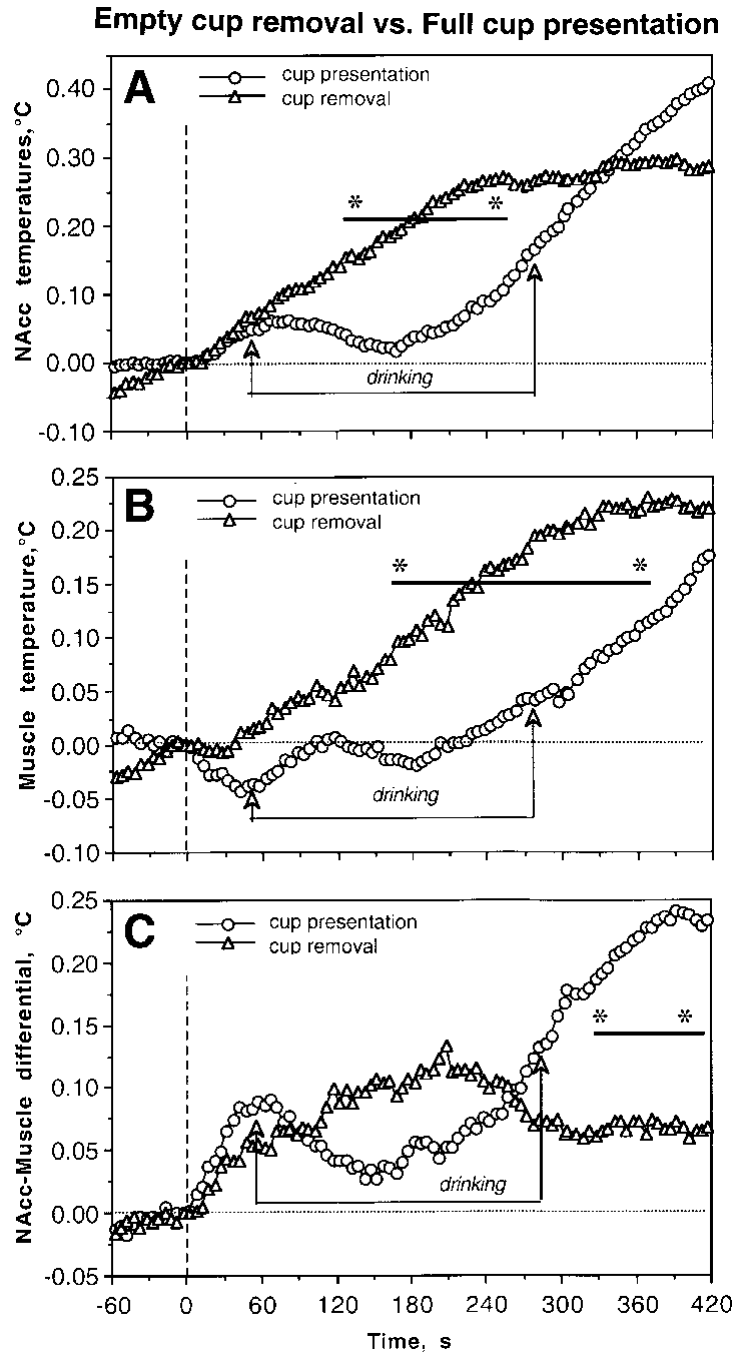 Empty cup removal vs. Full cup presentation
A
cup presentation
cup removal
NAcc temperatures,°C
0.40
0.30
0.20
0.10
0.00
-0.10
* *
drinking
B
cup presentation
cup removal
Muscle temperature,°C
0.25
0.20
0.15
0.10
0.05
0.00
-0.05
-0.10
* *
drinking
C
cup presentation
cup removal
NAcc-Muscle differential, °C
0.25
0.20
0.15
0.10
0.05
0.00
-0.05
* *
drinking
-60 0 60 120 180 240 300 360 420
Time, s